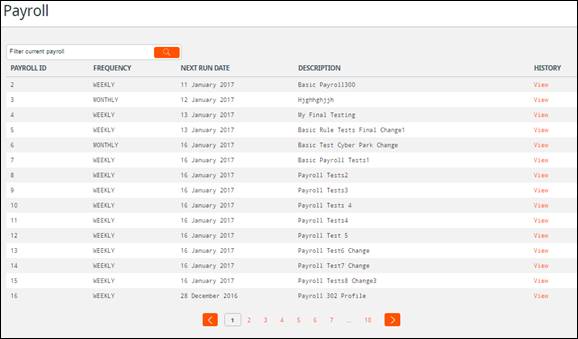 Payroll
Filter current payroll
PAYROLL ID FREQUENCY NEXT RUN DATE DESCRIPTION HISTORY
2 WEEKLY 11 January 2017 Basic Payroll300 View
3 MONTHLY 12 January 2017 Hjghhghjjh View
4 WEEKLY 13 January 2017 My Final Testing View
5 WEEKLY 13 January 2017 Basic Rule Tests Final Change1 View
6 MONTHLY 16 January 2017 Basic Test Cyber Park Change View
7 WEEKLY 16 January 2017 Basic Payroll Tests1 View
8 WEEKLY 16 January 2017 Payroll Tests2 View
9 WEEKLY 16 January 2017 Payroll Tests3 View
10 WEEKLY 16 January 2017 Payroll Tests 4 View
11 WEEKLY 16 January 2017 Payroll Tests4 View
12 WEEKLY 16 January 2017 Payroll Test 5 View
13 WEEKLY 16 January 2017 Payroll Test6 Change View
14 WEEKLY 16 January 2017 Payroll Test7 Change View
15 WEEKLY 16 January 2017 Payroll Tests8 Change3 View
16 WEEKLY 28 December 2016 Payroll 302 Profile View
1 2 3 4 5 6 7 ... 10